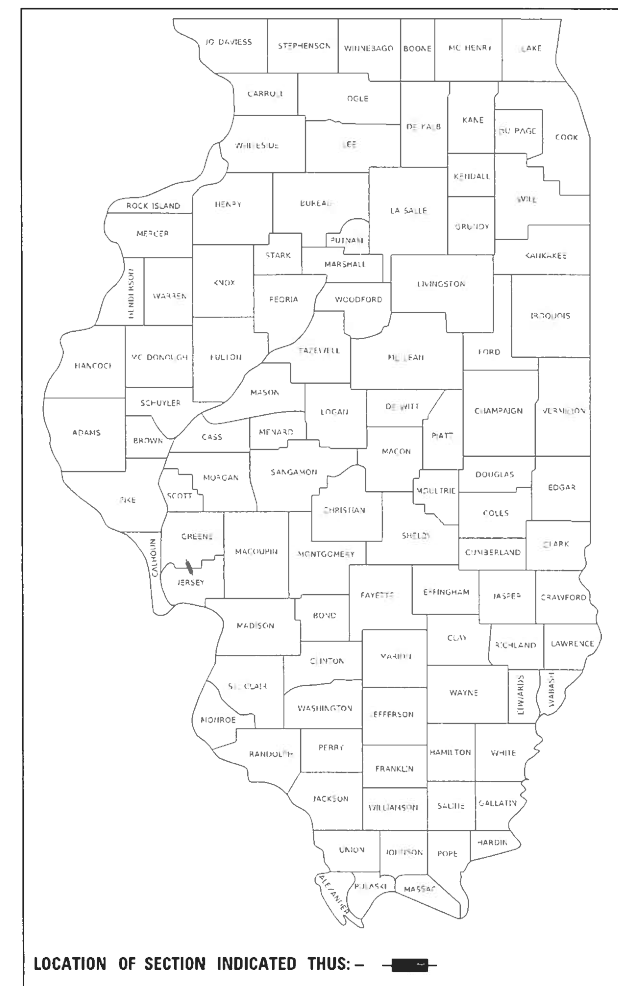 JO DAVIESS STEPHENSON WINNEBAGO BOONE MC HENRY LAKE
CARROLL OGLE
DE KALB KANE DU PAGE COOK
WHITESIDE LEE
KENDALL
ROCK ISLAND HENRY BUREAU LA SALLE WILL
MERCER PUTNAM GRUNDY
STARK MARSHALL KANKAKEE
HENDERSON WARREN KNOX PEORIA WOODFORD LIVINGSTON
IROQUOIS
HANCOCK MC DONOUGH FULTON TAZEWELL MC LEAN FORD
SCHUYLER MASON
ADAMS LOGAN DE WITT CHAMPAIGN VERMILION
BROWN CASS MENARD PIATT
MACON
PIKE SCOTT MORGAN SANGAMON DOUGLAS EDGAR
MOULTRIE
CHRISTIAN COLES
CALHOUN GREENE MACOUPIN MONTGOMERY SHELBY CLARK
CUMBERLAND
JERSEY
FAYETTE EFFINGHAM JASPER CRAWFORD
MADISON BOND
CLAY RICHLAND LAWRENCE
CLINTON MARION
ST. CLAIR WAYNE EDWARDS WABASH
MONROE WASHINGTON JEFFERSON
RANDOLPH PERRY HAMILTON WHITE
FRANKLIN
JACKSON WILLIAMSON SALINE GALLATIN
UNION JOHNSON POPE HARDIN
ALEXANDER PULASKI MASSAC
LOCATION OF SECTION INDICATED THUS: –